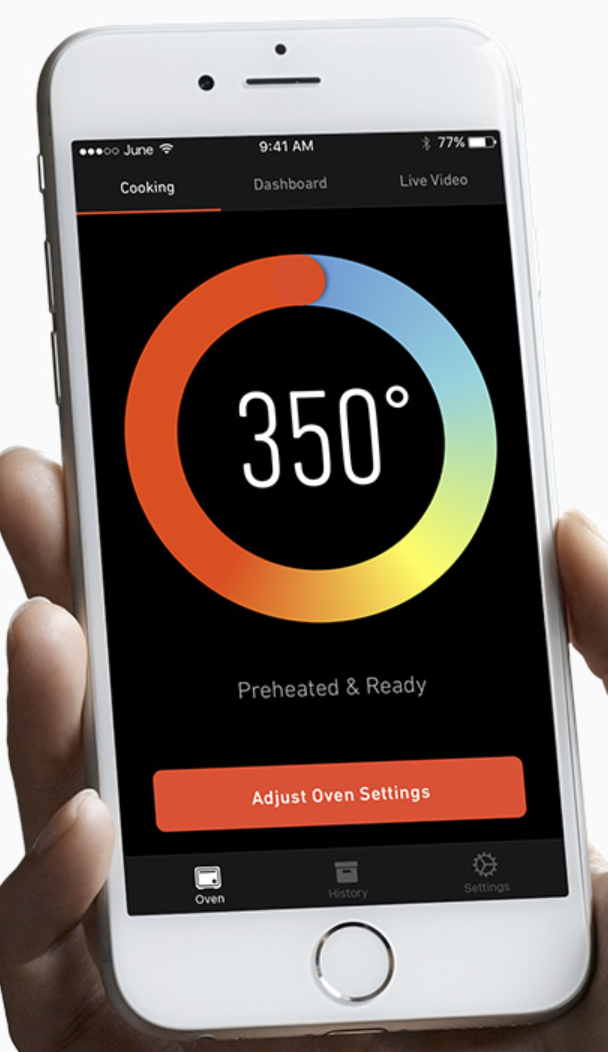 June 9:41 AM 77%
Cooking Dashboard Live Video
350°
Preheated & Ready
Adjust Oven Settings
Oven History Settings